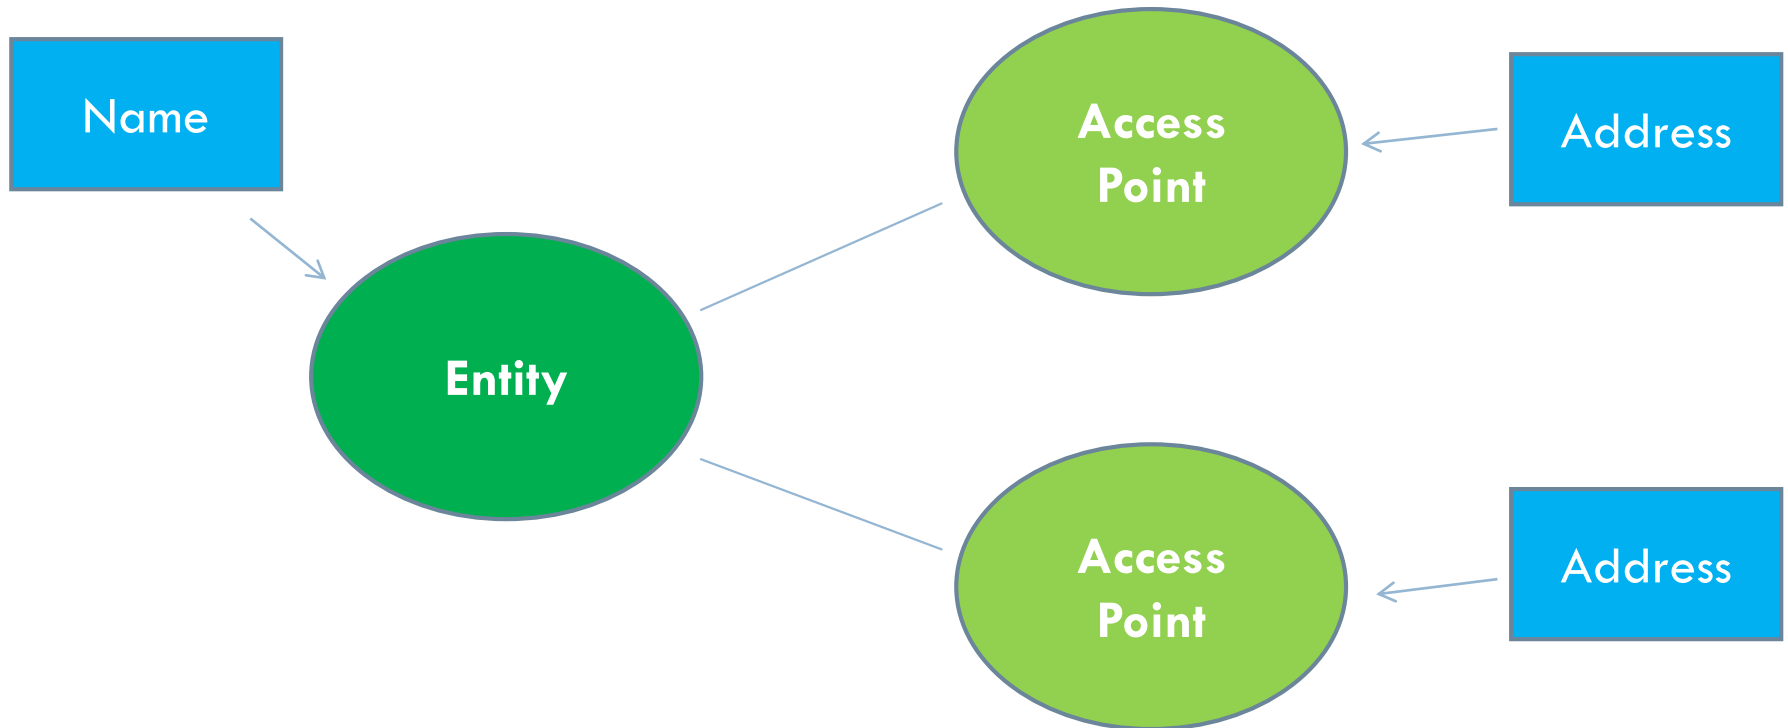 Name
Entity
Access
Point
Address
Access
Point
Address